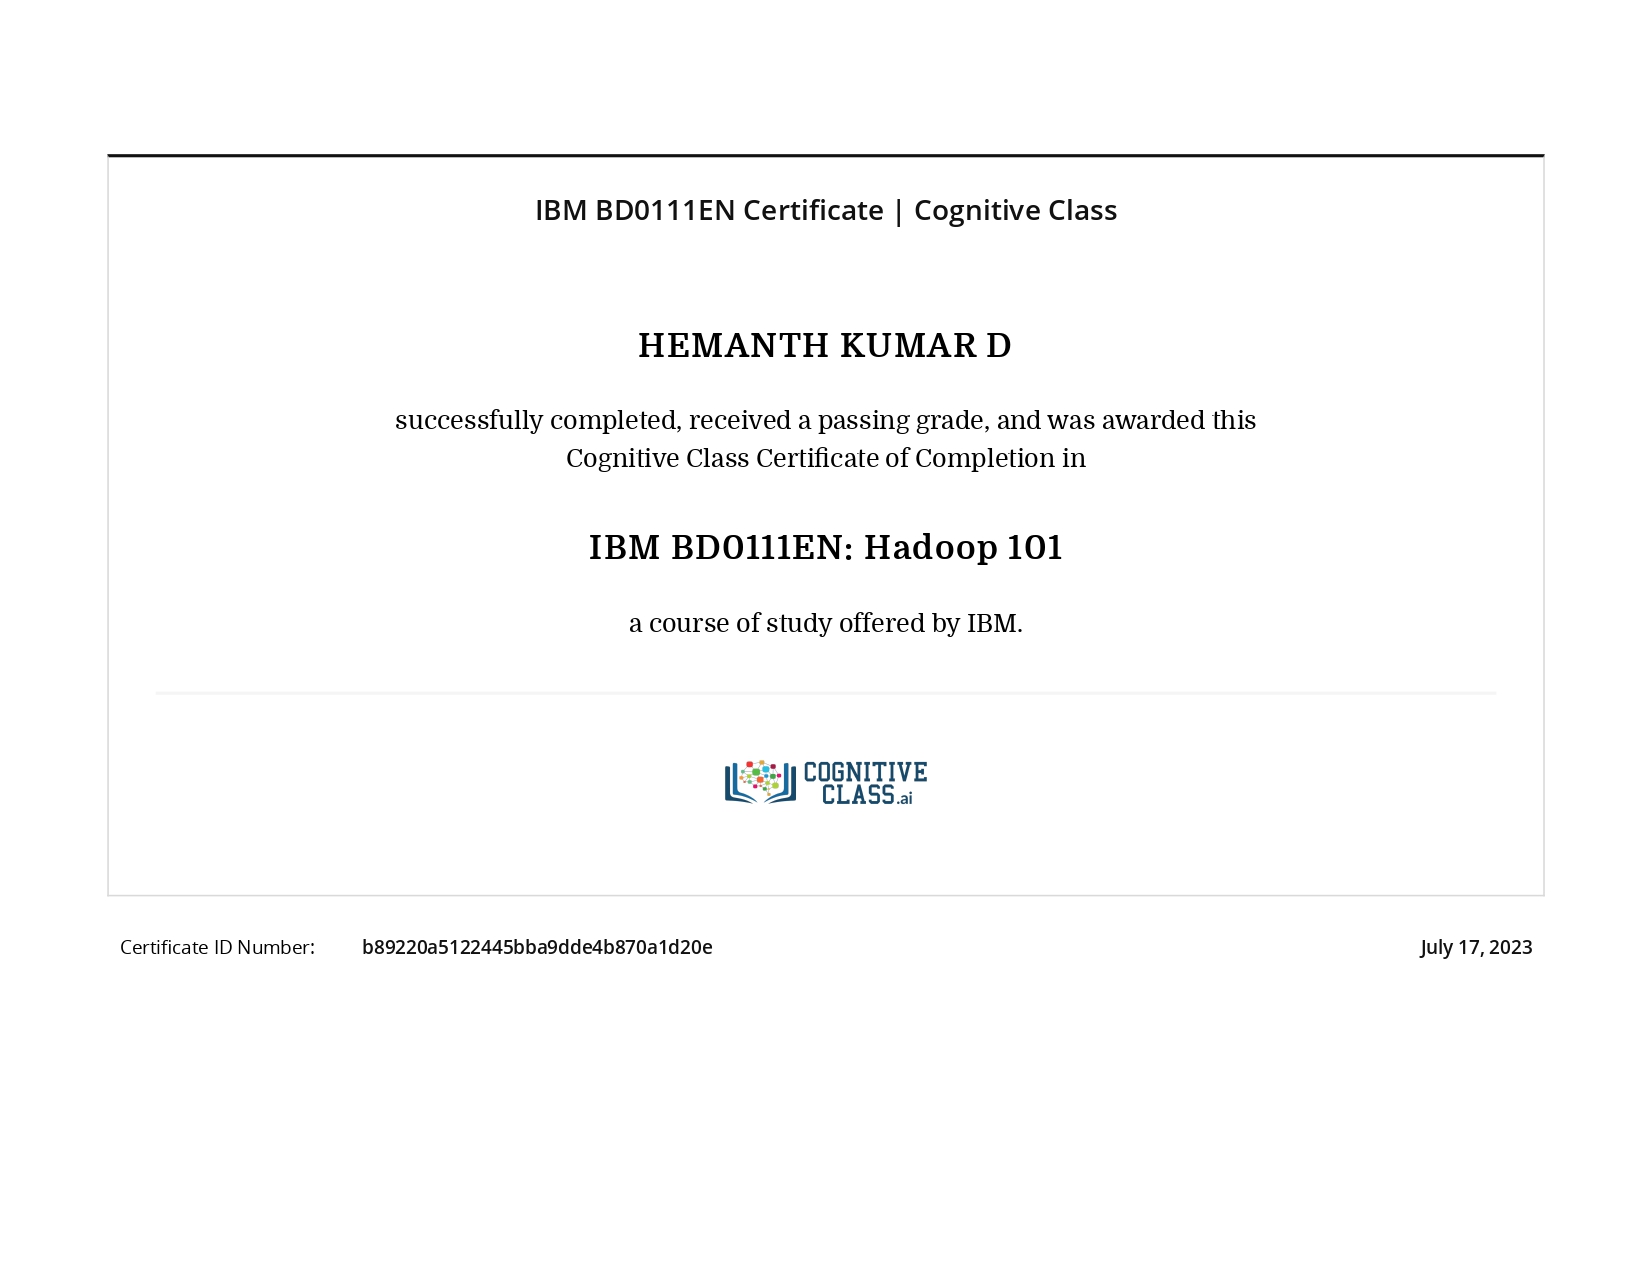 IBM BD0111EN Certificate | Cognitive Class
HEMANTH KUMAR D
successfully completed, received a passing grade, and was awarded this
Cognitive Class Certificate of Completion in
IBM BD0111EN: Hadoop 101
a course of study offered by IBM.
COGNITIVE
CLASS.ai
Certificate ID Number: b89220a5122445bba9dde4b870a1d20e July 17, 2023